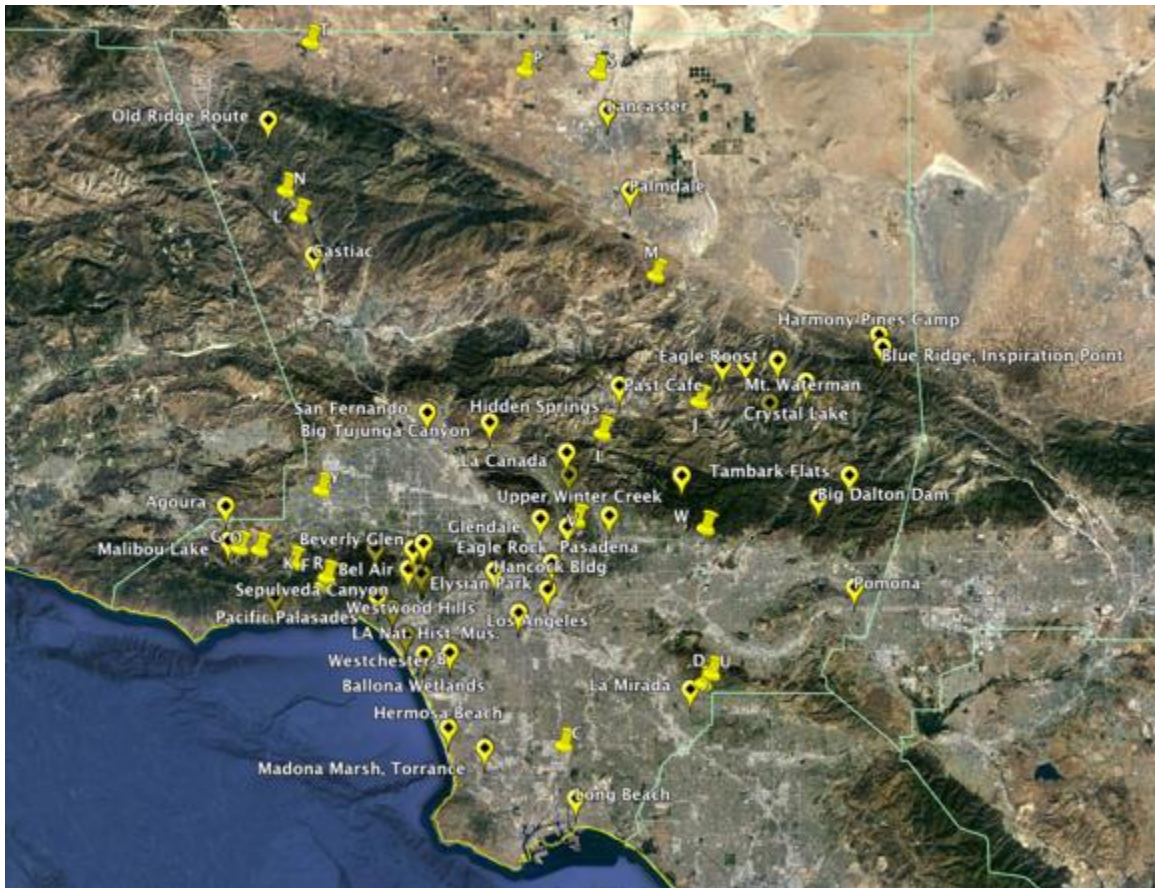 T
P
S
Lancaster
Old Ridge Route
N
Palmdale
L
Castiac
M
Harmony Pines Camp
Eagle Roost
Blue Ridge, Inspiration Point
Past Cafe
Mt. Waterman
San Fernando
Hidden Springs
Crystal Lake
Big Tujunga Canyon
J
I
La Canada
Tambark Flats
Y
Upper Winter Creek
Big Dalton Dam
Agoura
V
W
Glendale
G
O
Beverly Glen
Malibou Lake
Eagle Rock
Pasadena
K
F
R
Bel Air
Hancock Bldg
Sepulveda Canyon
Elysian Park
Pomona
Westwood Hills
Pacific Palasades
Los Angeles
LA Nat. Hist. Mus.
Westchester
B
D
U
Ballona Wetlands
La Mirada
Hermosa Beach
C
Madona Marsh, Torrance
Long Beach